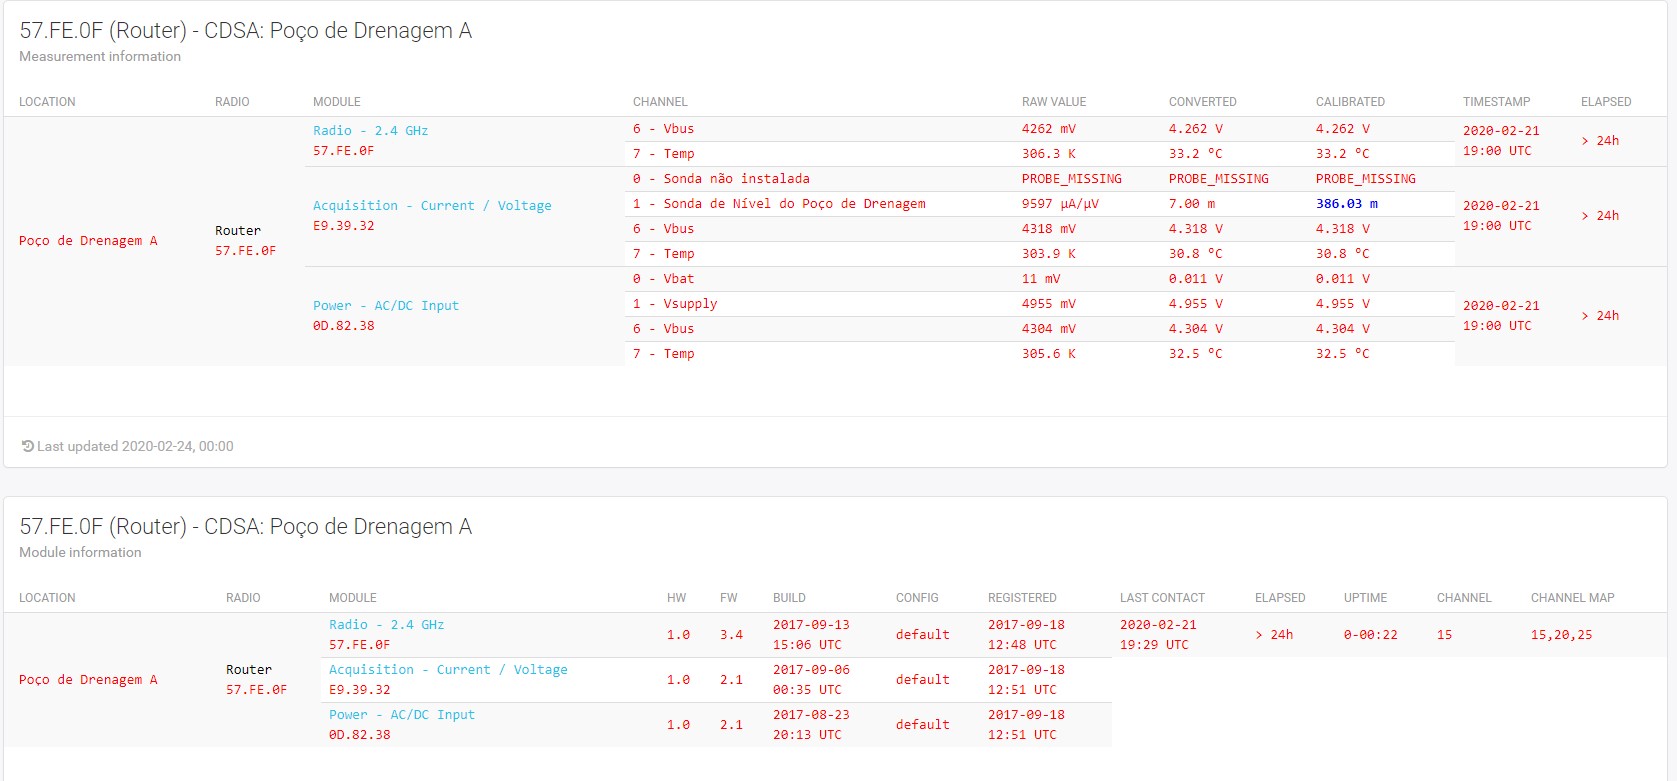 57.FE.0F (Router) - CDSA: Poço de Drenagem A
Measurement information
LOCATION RADIO MODULE CHANNEL RAW VALUE CONVERTED CALIBRATED TIMESTAMP ELAPSED
Poço de Drenagem A
Router
57.FE.0F
Radio - 2.4 GHz
57.FE.0F
6 - Vbus 4262 mV 4.262 V 4.262 V
7 - Temp 306.3 K 33.2 ºC 33.2 ºC
2020-02-21
19:00 UTC
> 24h
Acquisition - Current / Voltage
E9.39.32
0 - Sonda não instalada PROBE_MISSING PROBE_MISSING PROBE_MISSING
1 - Sonda de Nível do Poço de Drenagem 9597 µA/µV 7.00 m 386.03 m
6 - Vbus 4318 mV 4.318 V 4.318 V
7 - Temp 303.9 K 30.8 ºC 30.8 ºC
2020-02-21
19:00 UTC
> 24h
Power - AC/DC Input
0D.82.38
0 - Vbat 11 mV 0.011 V 0.011 V
1 - Vsupply 4955 mV 4.955 V 4.955 V
6 - Vbus 4304 mV 4.304 V 4.304 V
7 - Temp 305.6 K 32.5 ºC 32.5 ºC
2020-02-21
19:00 UTC
> 24h
Last updated 2020-02-24, 00:00
57.FE.0F (Router) - CDSA: Poço de Drenagem A
Module information
LOCATION RADIO MODULE HW FW BUILD CONFIG REGISTERED LAST CONTACT ELAPSED UPTIME CHANNEL CHANNEL MAP
Poço de Drenagem A
Router
57.FE.0F
Radio - 2.4 GHz
57.FE.0F
1.0 3.4
2017-09-13
15:06 UTC
default
2017-09-18
12:48 UTC
2020-02-21
19:29 UTC
> 24h 0-00:22 15 15,20,25
Acquisition - Current / Voltage
E9.39.32
1.0 2.1
2017-09-06
00:35 UTC
default
2017-09-18
12:51 UTC
Power - AC/DC Input
0D.82.38
1.0 2.1
2017-08-23
20:13 UTC
default
2017-09-18
12:51 UTC